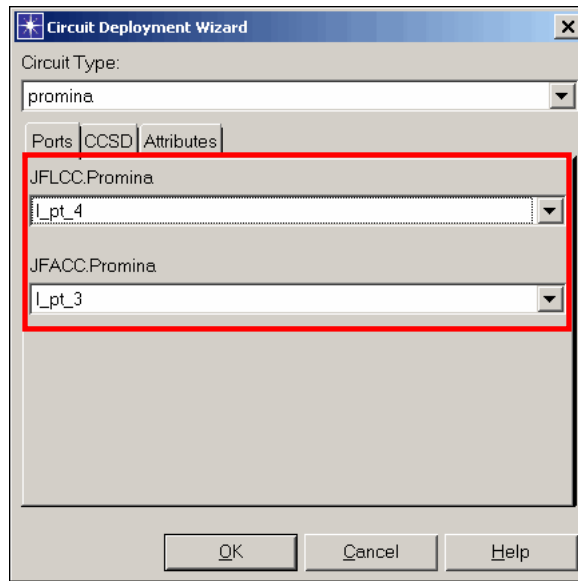 Circuit Deployment Wizard
Circuit Type:
promina
Ports CCSD Attributes
JFLCC.Promina
l_pt_4
JFACC.Promina
l_pt_3
OK Cancel Help